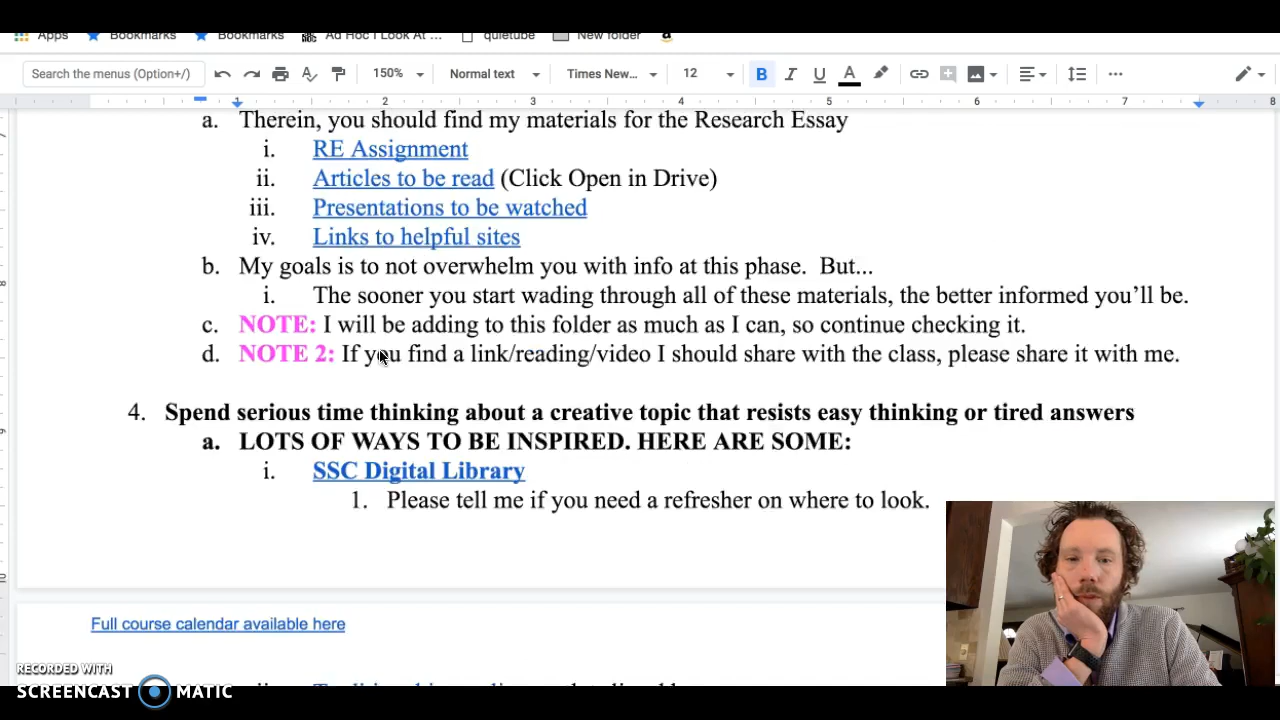 Apps Bookmarks Bookmarks Ad Hoc I Look At ... quietube New folder
Search the menus (Option+/) 150% Normal text Times New... 12 B I U A
1 2 3 4 5 6 7 8
a. Therein, you should find my materials for the Research Essay
i. RE Assignment
ii. Articles to be read (Click Open in Drive)
iii. Presentations to be watched
iv. Links to helpful sites
b. My goals is to not overwhelm you with info at this phase. But...
i. The sooner you start wading through all of these materials, the better informed you'll be.
c. NOTE: I will be adding to this folder as much as I can, so continue checking it.
d. NOTE 2: If you find a link/reading/video I should share with the class, please share it with me.
4. Spend serious time thinking about a creative topic that resists easy thinking or tired answers
a. LOTS OF WAYS TO BE INSPIRED. HERE ARE SOME:
i. SSC Digital Library
1. Please tell me if you need a refresher on where to look.
Full course calendar available here
RECORDED WITH
SCREENCAST MATIC